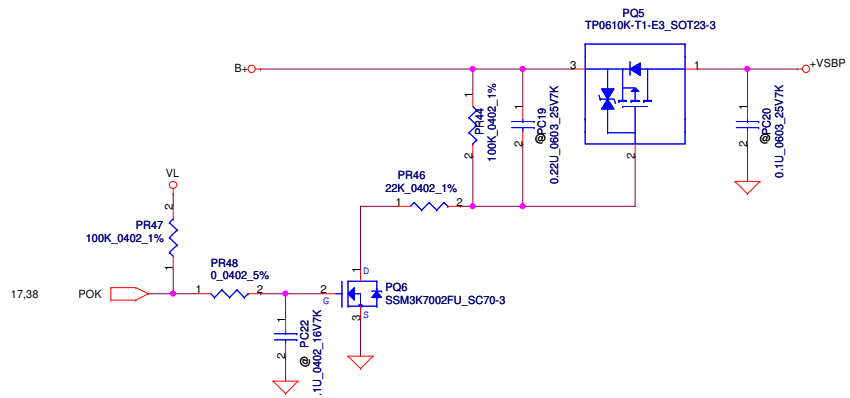 PQ5
TP0610K-T1-E3_SOT23-3
B+
3
1
+VSBP
1
PR44
100K_0402_1%
2
1
@PC19
0.22U_0603_25V7K
2
2
1
@PC20
0.1U_0603_25V7K
2
VL
PR46
22K_0402_1%
1
2
2
PR47
100K_0402_1%
1
PR48
0_0402_5%
17,38
POK
1
2
2
G
1
D
PQ6
SSM3K7002FU_SC70-3
S
3
1
@ PC22
.1U_0402_16V7K
2